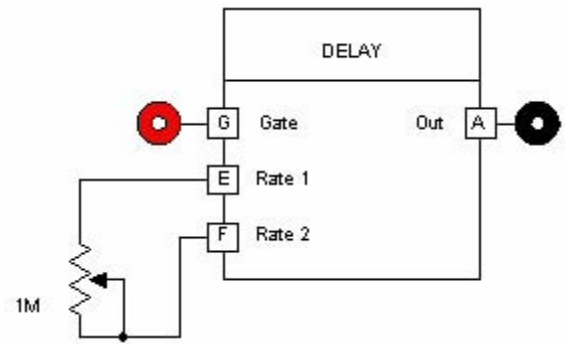 DELAY
G Gate Out A
E Rate 1
F Rate 2
1M